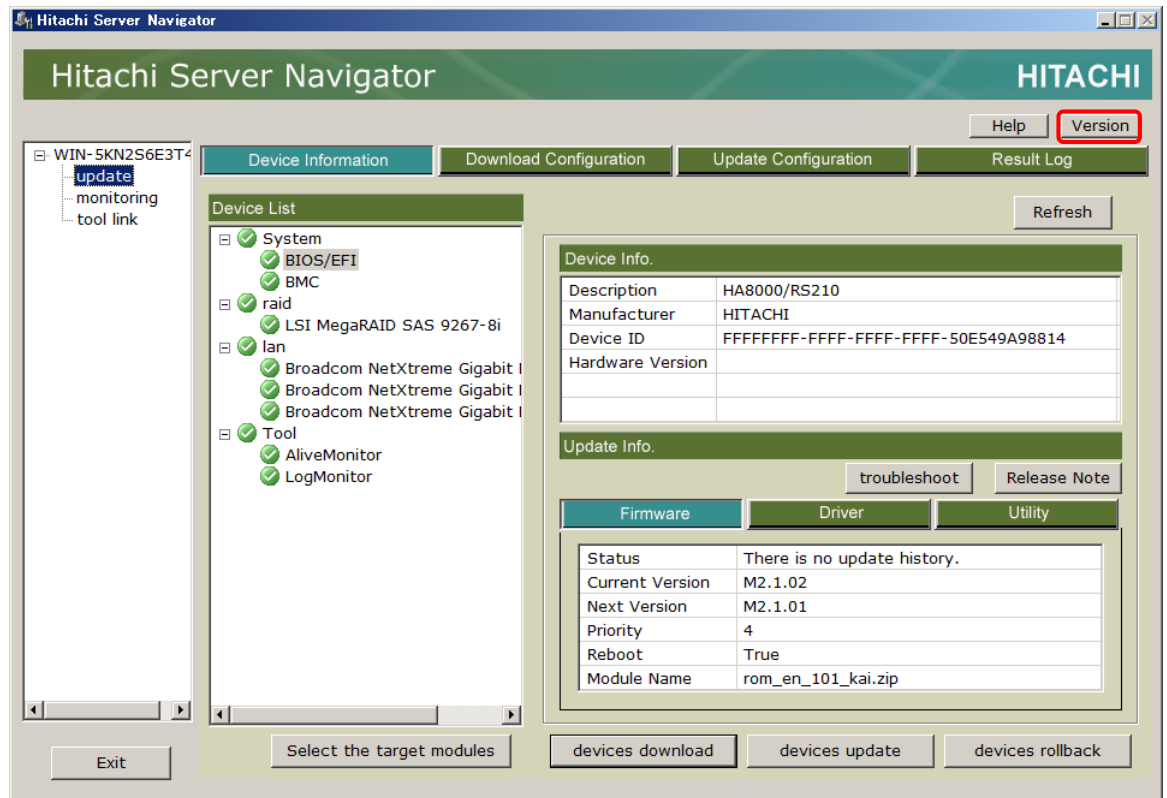 Hitachi Server Navigator
Hitachi Server Navigator
HITACHI
Help
Version
WIN-5KN2S6E3T4
update
monitoring
tool link
Device Information
Download Configuration
Update Configuration
Result Log
Device List
Refresh
System
BIOS/EFI
BMC
raid
LSI MegaRAID SAS 9267-8i
lan
Broadcom NetXtreme Gigabit
Broadcom NetXtreme Gigabit
Broadcom NetXtreme Gigabit
Tool
AliveMonitor
LogMonitor
Device Info.
Description HA8000/RS210
Manufacturer HITACHI
Device ID FFFFFFFF-FFFF-FFFF-FFFF-50E549A98814
Hardware Version
Update Info.
troubleshoot
Release Note
Firmware
Driver
Utility
Status There is no update history.
Current Version M2.1.02
Next Version M2.1.01
Priority 4
Reboot True
Module Name rom_en_101_kai.zip
Exit
Select the target modules
devices download
devices update
devices rollback